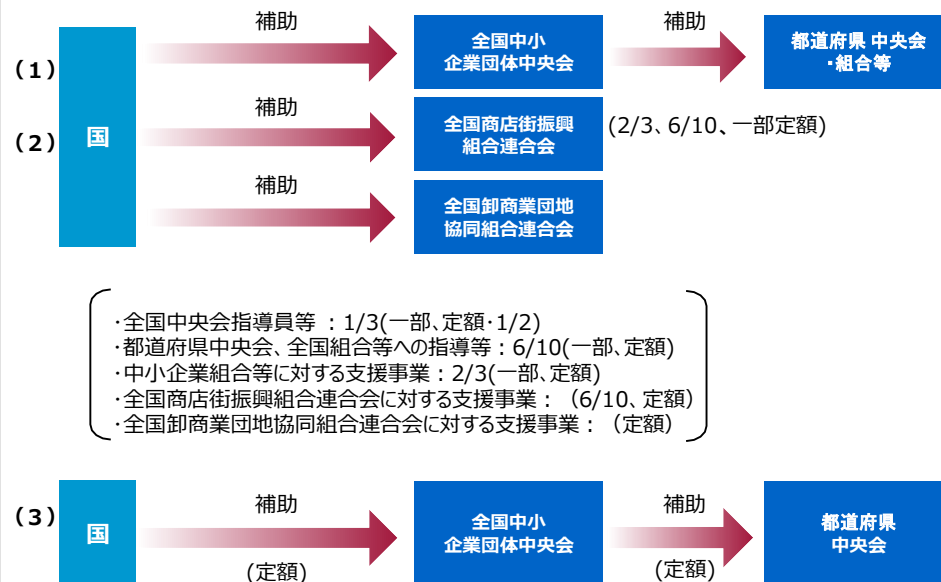 補助
補助
(1)
国
全国中小
企業団体中央会
都道府県 中央会
・組合等
補助
(2)
全国商店街振興
組合連合会
(2/3、6/10、一部定額)
補助
全国卸商業団地
協同組合連合会
・全国中央会指導員等 ：1/3(一部、定額・1/2)
・都道府県中央会、全国組合等への指導等：6/10(一部、定額)
・中小企業組合等に対する支援事業：2/3(一部、定額)
・全国商店街振興組合連合会に対する支援事業：（6/10、定額）
・全国卸商業団地協同組合連合会に対する支援事業：（定額）
(3)
国
補助
(定額)
全国中小
企業団体中央会
補助
(定額)
都道府県
中央会